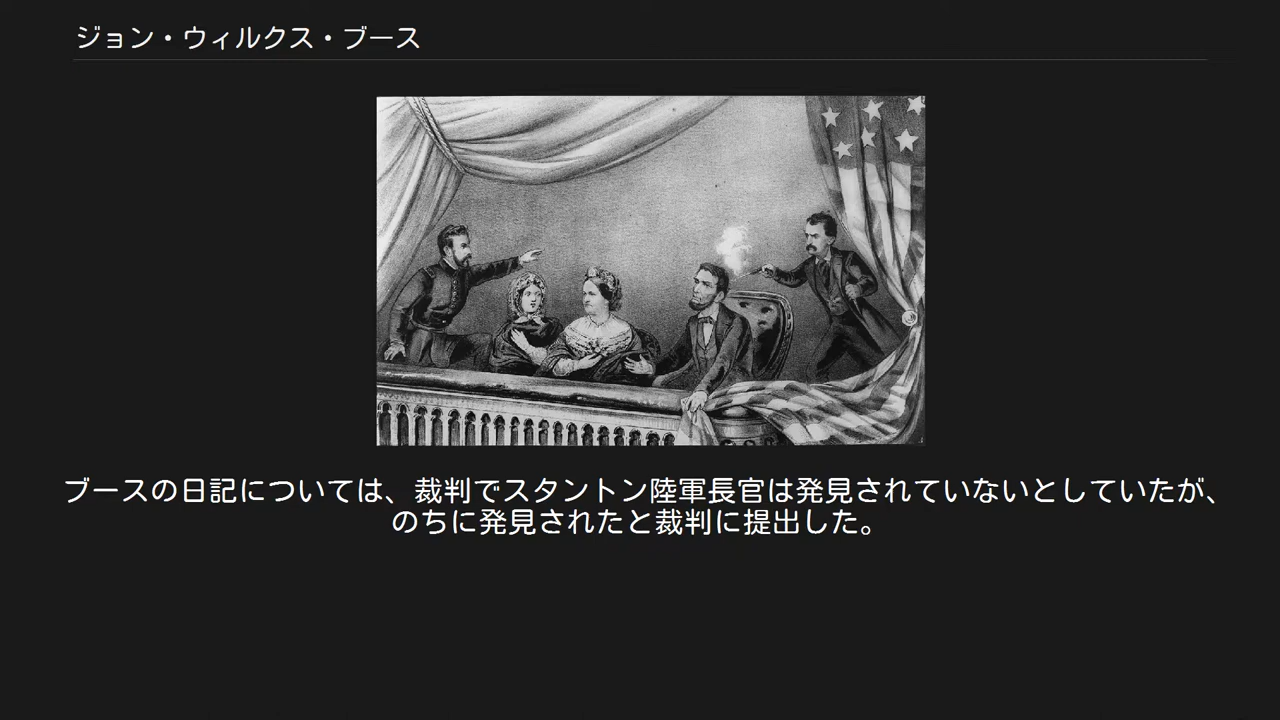 ジョン・ウィルクス・ブース
ブースの日記については、裁判でスタントン陸軍長官は発見されていないとしていたが、
のちに発見されたと裁判に提出した。